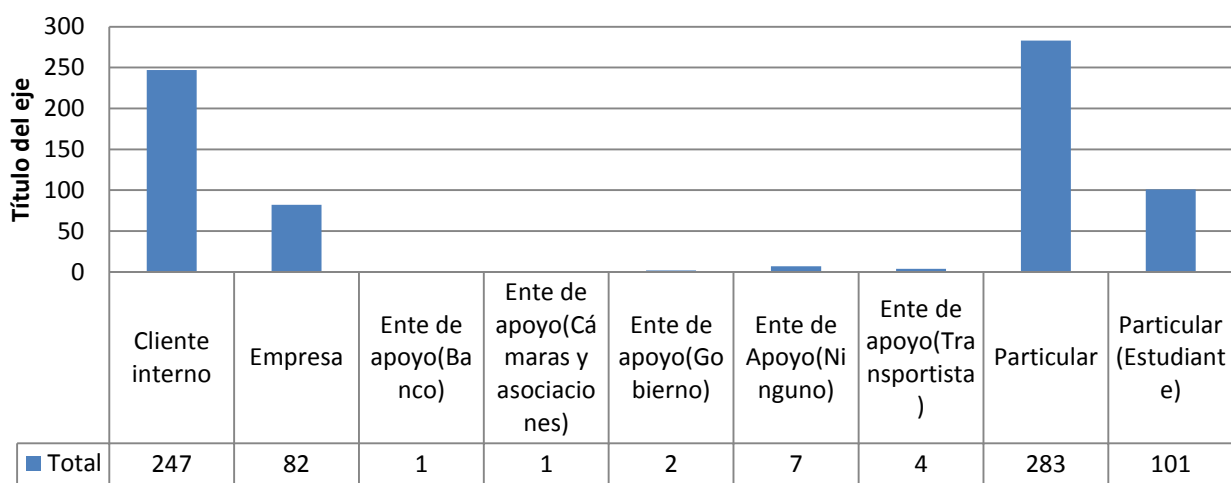 300
250
200
150
100
50
0
Título del eje
Cliente
interno
Empresa
Ente de
apoyo(Ba
nco)
Ente de
apoyo(Cá
maras y
asociacio
nes)
Ente de
apoyo(Go
bierno)
Ente de
Apoyo(Ni
nguno)
Ente de
apoyo(Tra
nsportista
)
Particular
Particular
(Estudiant
e)
Total 247 82 1 1 2 7 4 283 101